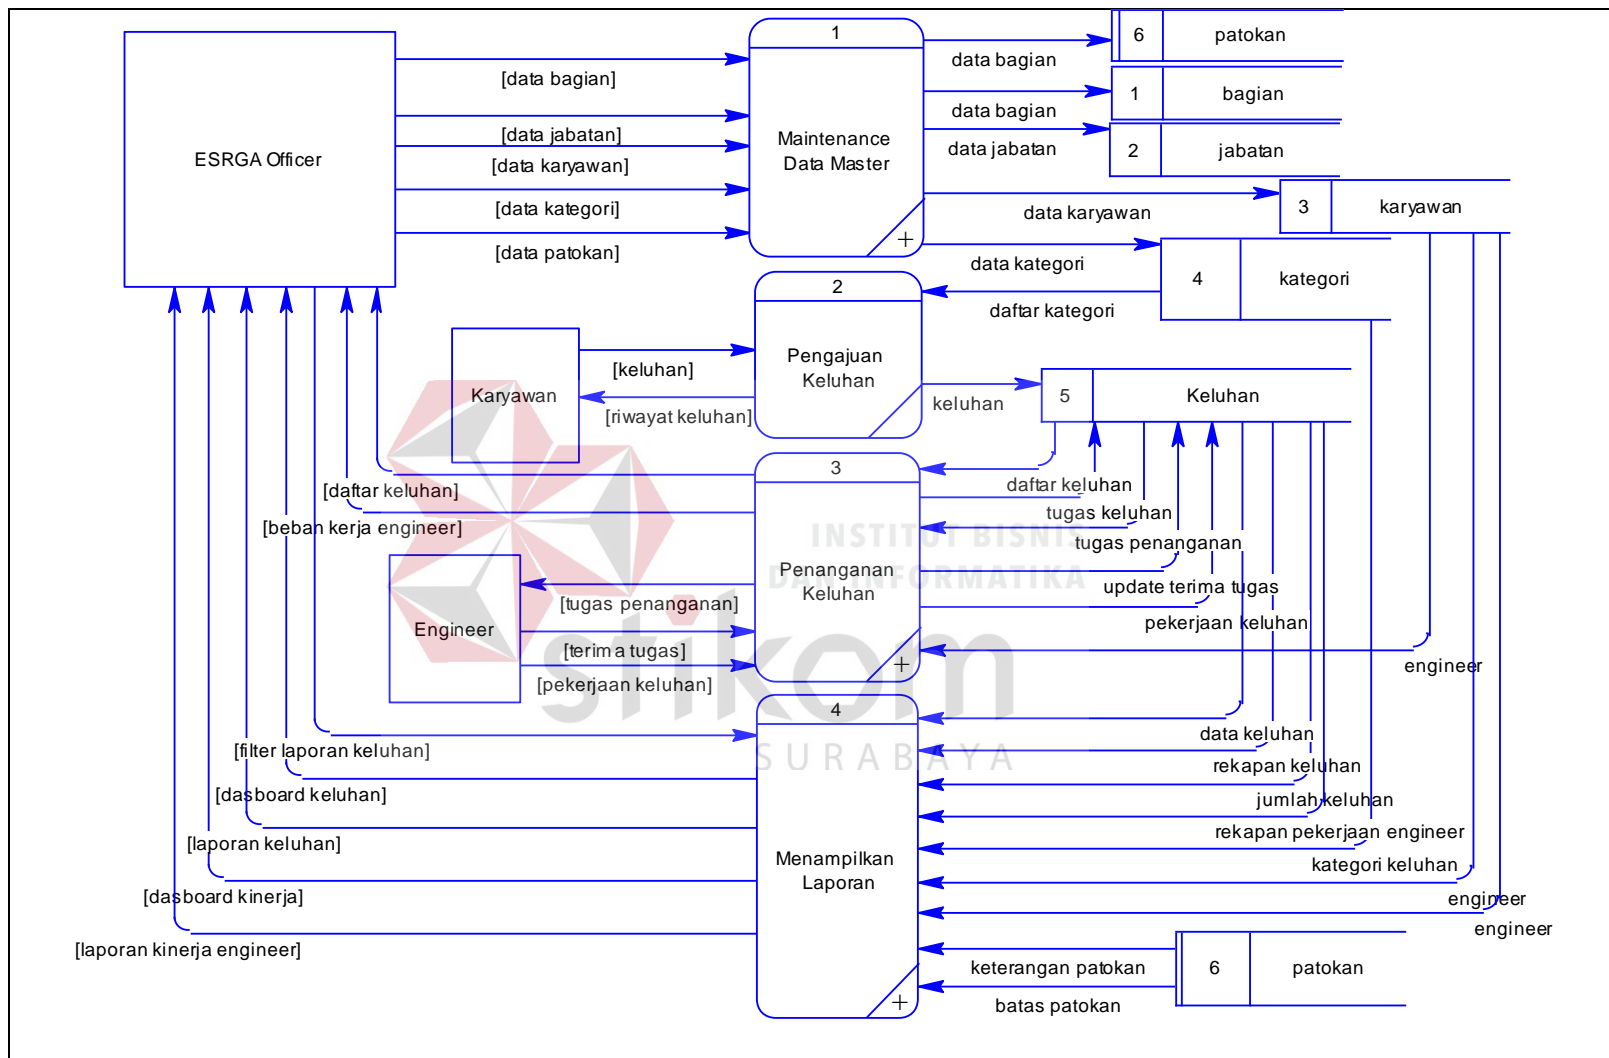 1
6
patokan
[data bagian]
data bagian
1
bagian
data bagian
[data jabatan]
Maintenance
Data Master
data jabatan
2
jabatan
ESRGA Officer
[data karyawan]
[data kategori]
data karyawan
3
karyawan
[data patokan]
+
data kategori
4
kategori
2
daftar kategori
[keluhan]
Pengajuan
Keluhan
Karyawan
[riwayat keluhan]
keluhan
5
Keluhan
3
[daftar keluhan]
daftar keluhan
[beban kerja engineer]
tugas keluhan
INSTITUT BISNIS
DAN INFORMATIKA
tugas penanganan
Penanganan
Keluhan
update terima tugas
[tugas penanganan]
pekerjaan keluhan
Engineer
[terima tugas]
[pekerjaan keluhan]
+
engineer
stikom
SURABAYA
4
[filter laporan keluhan]
data keluhan
[dasboard keluhan]
rekapan keluhan
jumlah keluhan
[laporan keluhan]
rekapan pekerjaan engineer
Menampilkan
Laporan
kategori keluhan
[dasboard kinerja]
engineer
engineer
[laporan kinerja engineer]
keterangan patokan
6
patokan
batas patokan
+